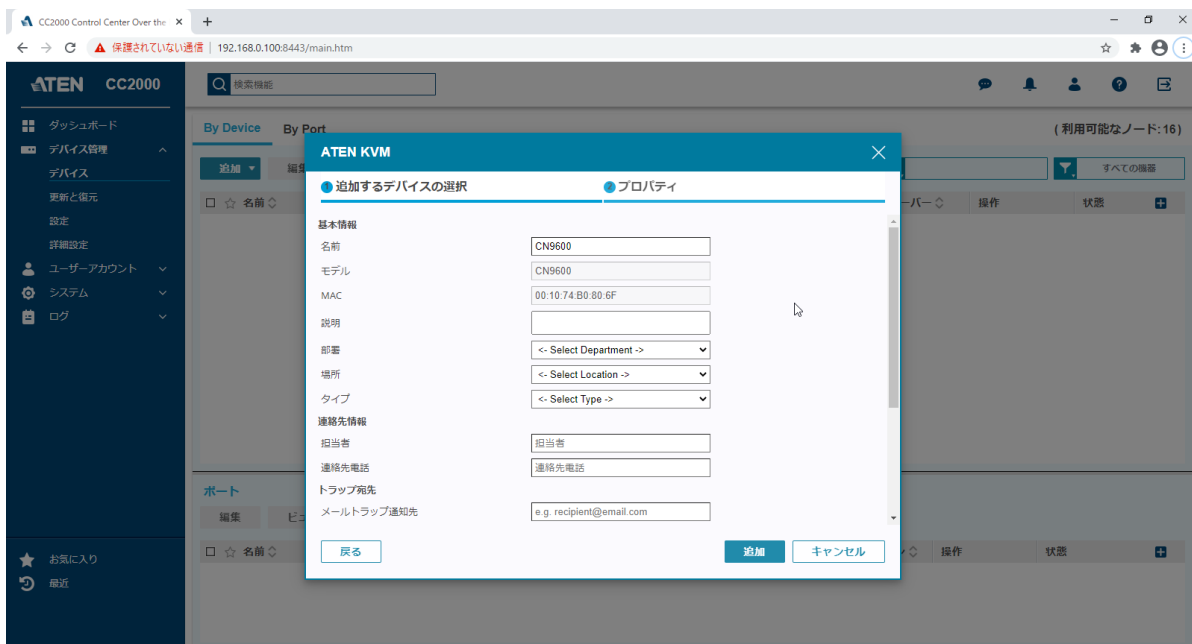 CC2000 Control Center Over the
保護されていない通信 | 192.168.0.100:8443/main.htm
ATEN CC2000
検索機能
ダッシュボード
デバイス管理
デバイス
更新と復元
設定
詳細設定
ユーザーアカウント
システム
ログ
お気に入り
最近
By Device By Port
(利用可能なノード:16)
追加 編集
すべての機器
名前 ーバー 操作 状態
ATEN KVM
1 追加するデバイスの選択 2 プロパティ
基本情報
名前 CN9600
モデル CN9600
MAC 00:10:74:B0:80:6F
説明
部署 <- Select Department ->
場所 <- Select Location ->
タイプ <- Select Type ->
連絡先情報
担当者 担当者
連絡先電話 連絡先電話
トラップ宛先
メールトラップ通知先 e.g. recipient@email.com
戻る 追加 キャンセル
ポート
編集 ビュ
名前 操作 状態